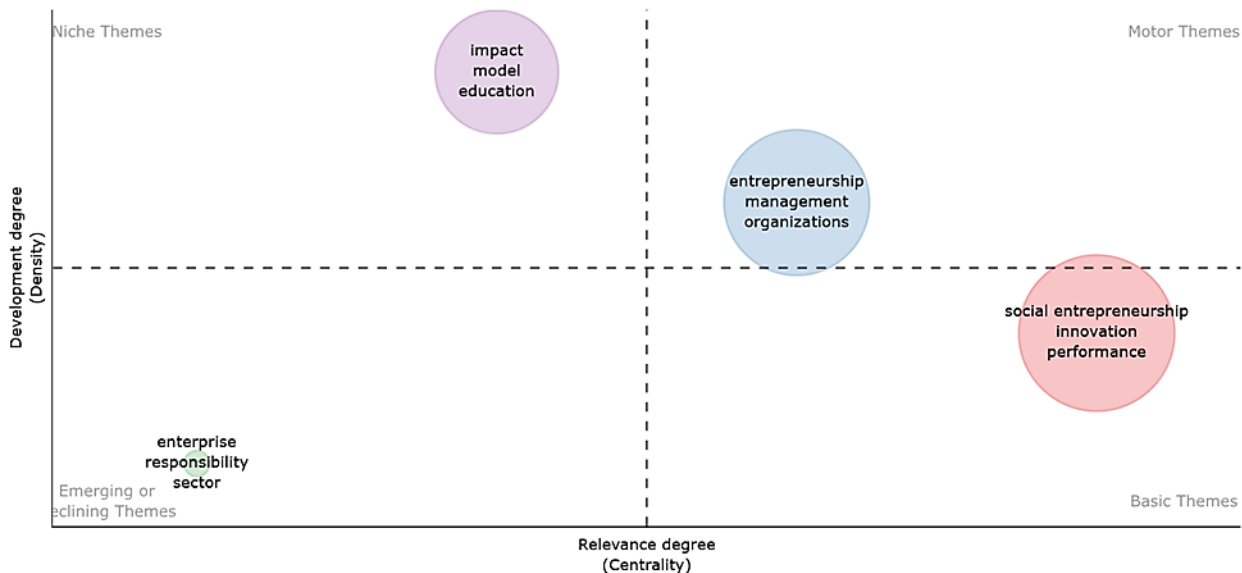 Niche Themes
Motor Themes
impact
model
education
entrepreneurship
management
organizations
social entrepreneurship
innovation
performance
enterprise
responsibility
sector
Emerging or
eclining Themes
Basic Themes
Development degree
(Density)
Relevance degree
(Centrality)